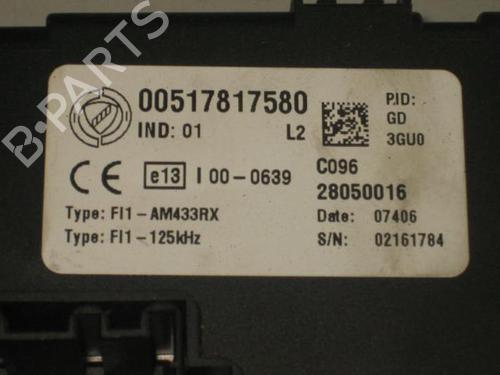 00517817580
IND: 01 L2
P.ID:
GD
3GU0
CE e13 I 00-0639
C096
28050016
Type: FI1-AM433RX
Date: 07406
Type: FI1-125kHz
S/N: 02161784
B-PARTS